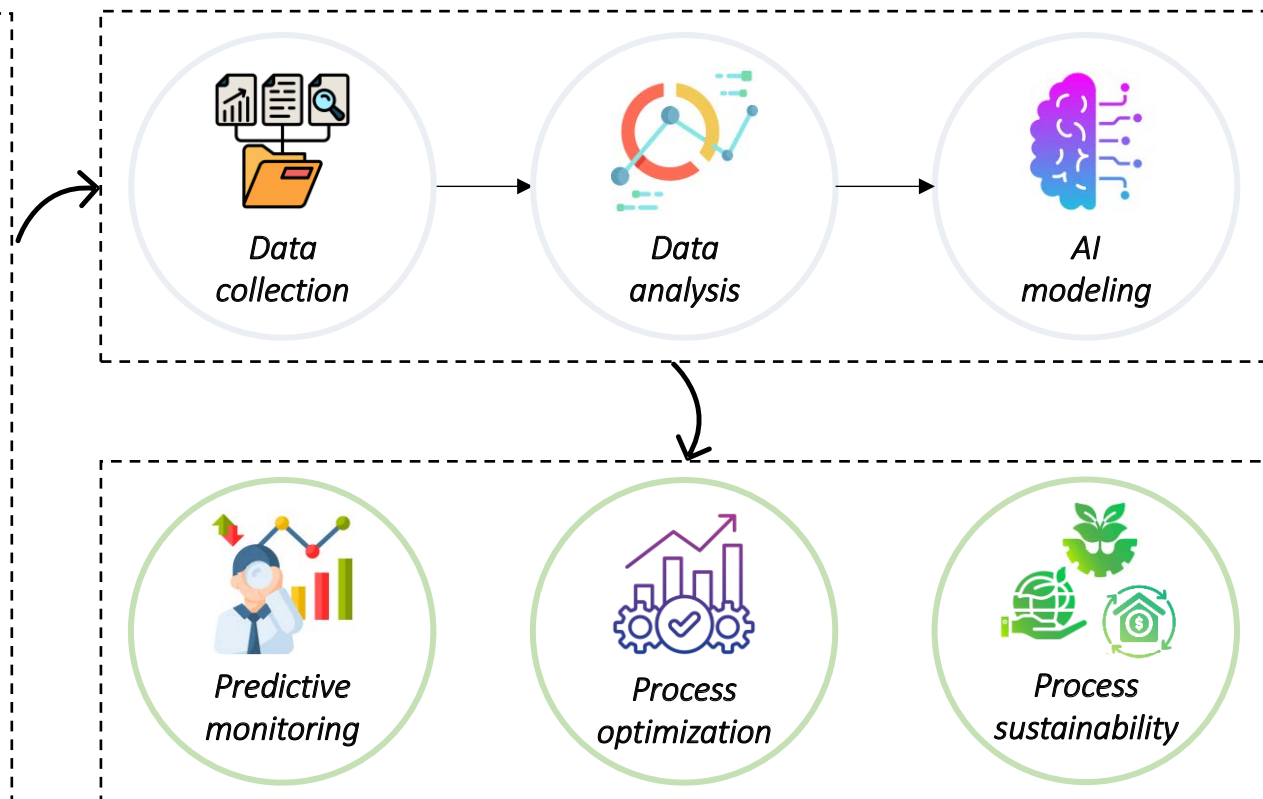 Data
collection
Data
analysis
AI
modeling
Predictive
monitoring
Process
optimization
Process
sustainability
$